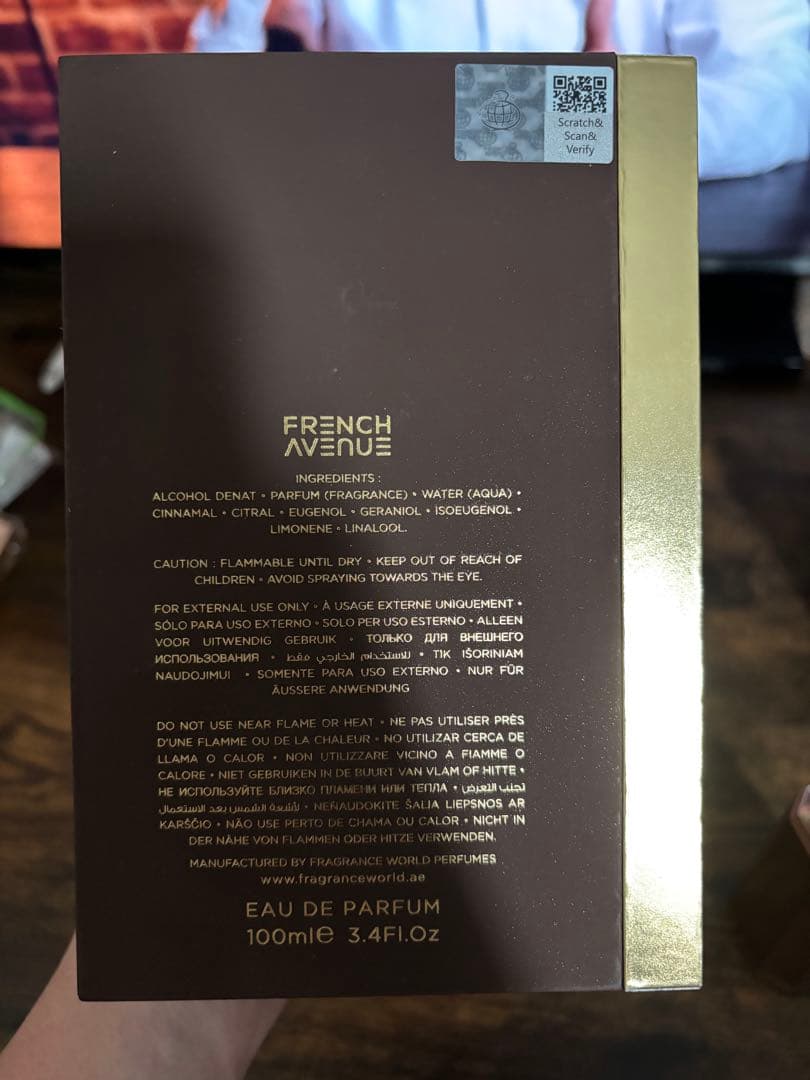 Scratch&
Scan&
Verify
FRENCH
AVENUE
INGREDIENTS :
ALCOHOL DENAT • PARFUM (FRAGRANCE) • WATER (AQUA) •
CINNAMAL • CITRAL • EUGENOL • GERANIOL • ISOEUGENOL •
LIMONENE • LINALOOL.
CAUTION : FLAMMABLE UNTIL DRY • KEEP OUT OF REACH OF
CHILDREN • AVOID SPRAYING TOWARDS THE EYE.
FOR EXTERNAL USE ONLY • À USAGE EXTERNE UNIQUEMENT •
SÓLO PARA USO EXTERNO • SOLO PER USO ESTERNO • ALLEEN
VOOR UITWENDIG GEBRUIK • ТОЛЬКО ДЛЯ ВНЕШНЕГО
ИСПОЛЬЗОВАНИЯ • للاستخدام الخارجي فقط • TIK IŠORINIAM
NAUDOJIMUI • SOMENTE PARA USO EXTERNO • NUR FÜR
ÄUSSERE ANWENDUNG
DO NOT USE NEAR FLAME OR HEAT • NE PAS UTILISER PRÈS
D'UNE FLAMME OU DE LA CHALEUR • NO UTILIZAR CERCA DE
LLAMA O CALOR • NON UTILIZZARE VICINO A FIAMME O
CALORE • NIET GEBRUIKEN IN DE BUURT VAN VLAM OF HITTE •
НЕ ИСПОЛЬЗУЙТЕ БЛИЗКО ПЛАМЕНИ ИЛИ ТЕПЛА • تجنب التعرض
لأشعة الشمس بعد الاستعمال • NENAUDOKITE ŠALIA LIEPSNOS AR
KARŠČIO • NÃO USE PERTO DE CHAMA OU CALOR • NICHT IN
DER NÄHE VON FLAMMEN ODER HITZE VERWENDEN.
MANUFACTURED BY FRAGRANCE WORLD PERFUMES
www.fragranceworld.ae
EAU DE PARFUM
100ml℮ 3.4Fl.Oz